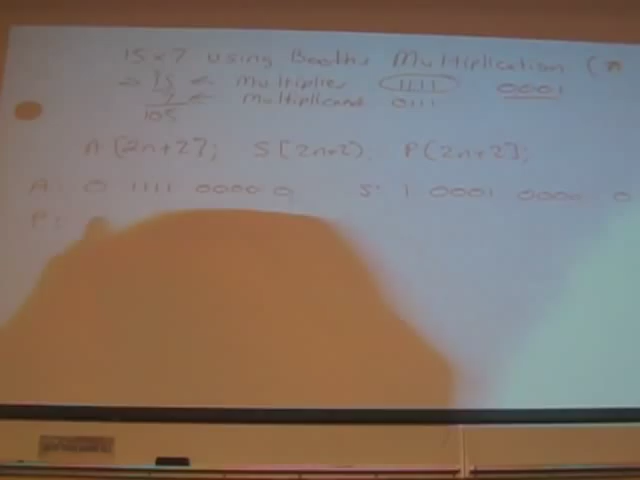 15 x 7 using Booths Multiplication (
15 ← Multiplier 1111 0001
7 ← Multiplicand 0111
105
A [2n+2]; S[2n+2); P[2n+2];
A: 0 1111 0000 0 S: 1 0001 0000 0
P: